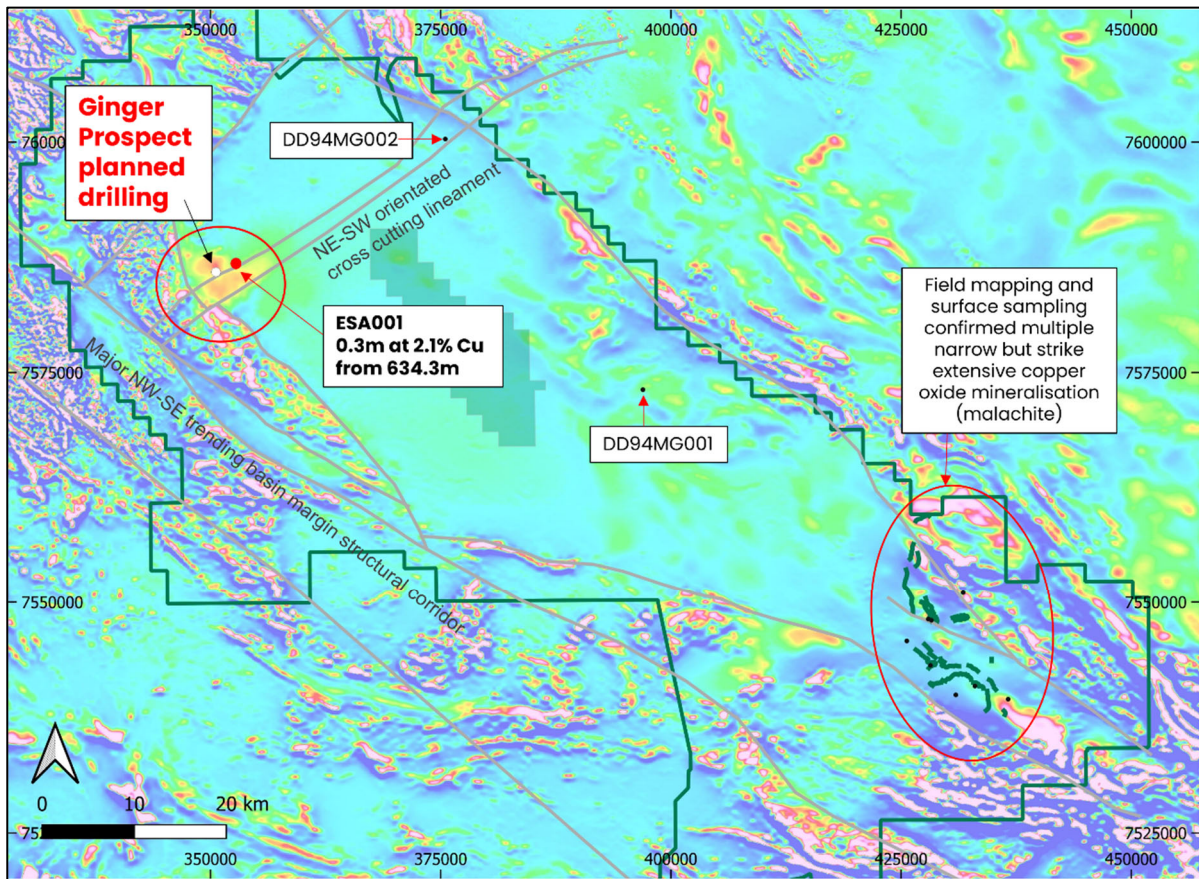 350000
375000
400000
425000
450000
Ginger
Prospect
planned
drilling
DD94MG002
7600000
NE-SW orientated
cross cutting lineament
ESA001
0.3m at 2.1% Cu
from 634.3m
Field mapping and
surface sampling
confirmed multiple
narrow but strike
extensive copper
oxide mineralisation
(malachite)
7575000
7575000
DD94MG001
Major NW-SE trending basin margin structural corridor
7550000
7550000
0 10 20 km
7525000
350000
375000
400000
425000
450000